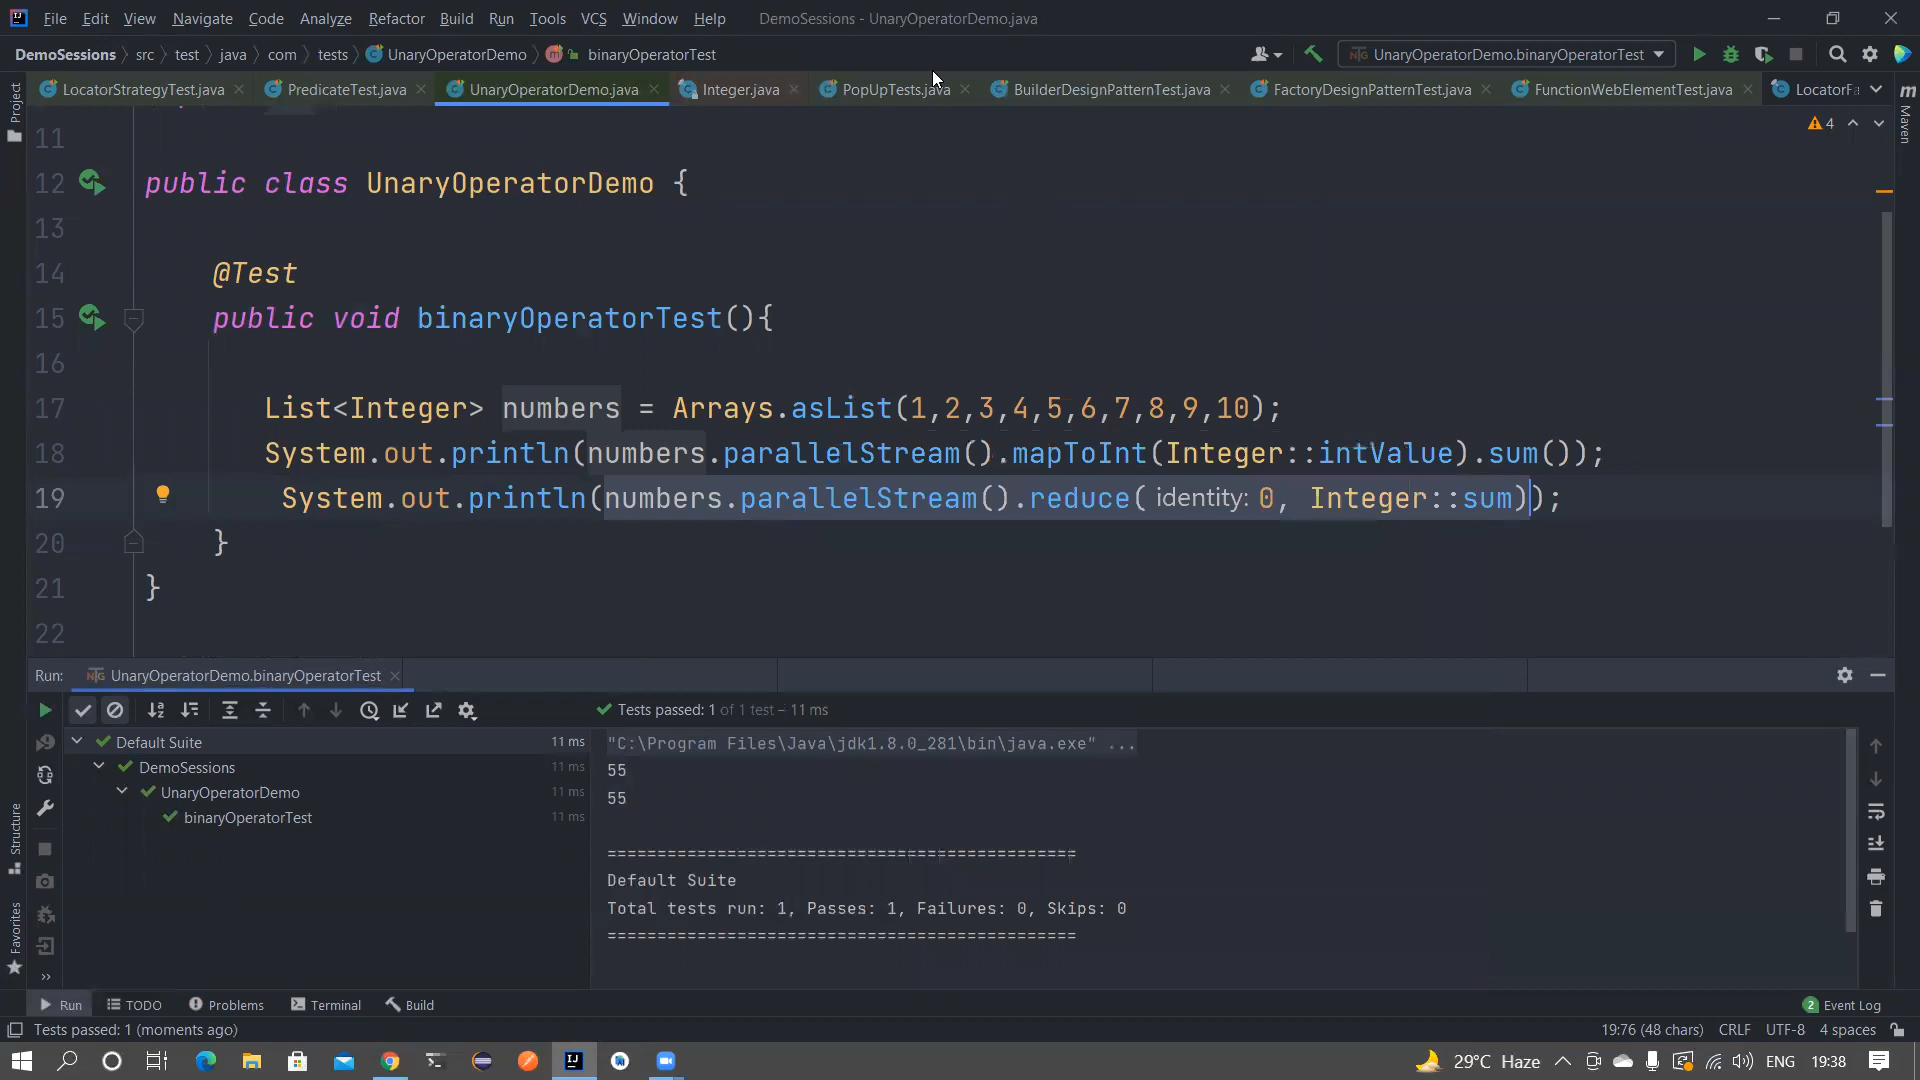 File Edit View Navigate Code Analyze Refactor Build Run Tools VCS Window Help DemoSessions - UnaryOperatorDemo.java
DemoSessions src test java com tests UnaryOperatorDemo binaryOperatorTest UnaryOperatorDemo.binaryOperatorTest
LocatorStrategyTest.java PredicateTest.java UnaryOperatorDemo.java Integer.java PopUpTests.java BuilderDesignPatternTest.java FactoryDesignPatternTest.java FunctionWebElementTest.java LocatorFa
Project
Maven
4
11
12 public class UnaryOperatorDemo {
13
14 @Test
15 public void binaryOperatorTest(){
16
17 List<Integer> numbers = Arrays.asList(1,2,3,4,5,6,7,8,9,10);
18 System.out.println(numbers.parallelStream().mapToInt(Integer::intValue).sum());
19 System.out.println(numbers.parallelStream().reduce( identity: 0, Integer::sum));
20 }
21 }
22
Run: UnaryOperatorDemo.binaryOperatorTest
Tests passed: 1 of 1 test – 11 ms
Default Suite 11 ms
DemoSessions 11 ms
UnaryOperatorDemo 11 ms
binaryOperatorTest 11 ms
"C:\Program Files\Java\jdk1.8.0_281\bin\java.exe" ...
55
55
===============================================
Default Suite
Total tests run: 1, Passes: 1, Failures: 0, Skips: 0
===============================================
Structure
Favorites
Run TODO Problems Terminal Build 2 Event Log
Tests passed: 1 (moments ago) 19:76 (48 chars) CRLF UTF-8 4 spaces
29°C Haze ENG 19:38